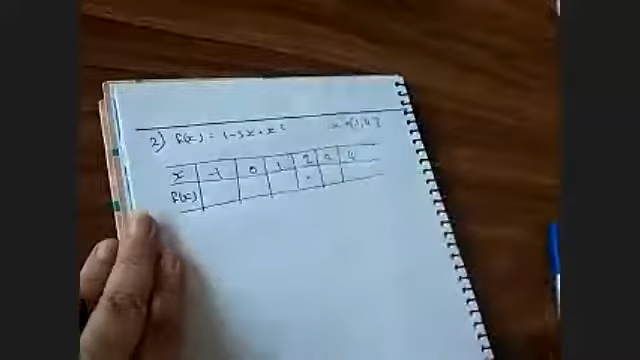 2) f(x) = 1-3x+x²
x -1 0 1 2 3 4
f(x)